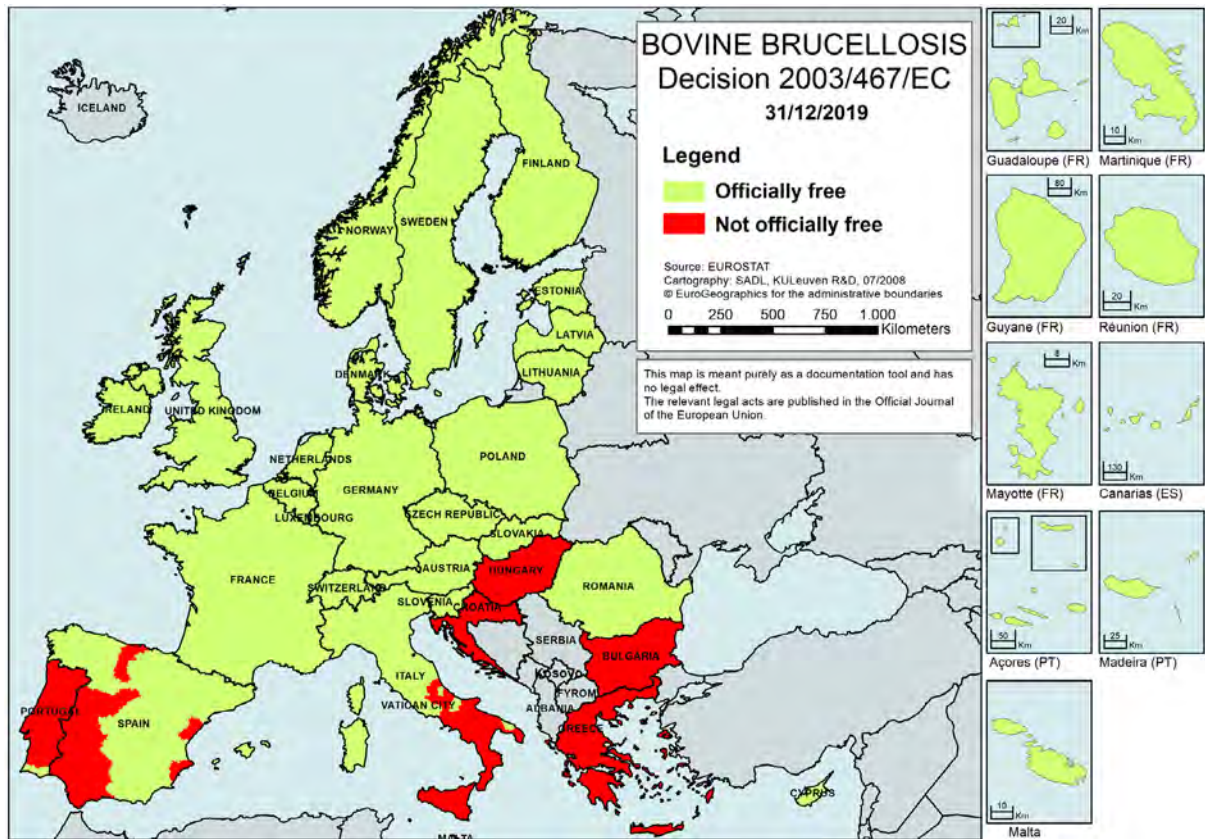 BOVINE BRUCELLOSIS
Decision 2003/467/EC
31/12/2019
Legend
Officially free
Not officially free
Source: EUROSTAT
Cartography: SADL, KULeuven R&D, 07/2008
© EuroGeographics for the administrative boundaries
0 250 500 750 1.000
Kilometers
This map is meant purely as a documentation tool and has
no legal effect.
The relevant legal acts are published in the Official Journal
of the European Union.
ICELAND
FINLAND
SWEDEN
NORWAY
ESTONIA
LATVIA
LITHUANIA
DENMARK
IRELAND
UNITED KINGDOM
NETHERLANDS
POLAND
BELGIUM
GERMANY
LUXEMBOURG
CZECH REPUBLIC
SLOVAKIA
AUSTRIA
HUNGARY
FRANCE
SWITZERLAND
ROMANIA
SLOVENIA
CROATIA
SERBIA
BULGARIA
KOSOVO
ITALY
FYROM
VATICAN CITY
ALBANIA
PORTUGAL
SPAIN
GREECE
CYPRUS
MALTA
20
Km
Guadaloupe (FR)
10
Km
Martinique (FR)
80
Km
Guyane (FR)
20
Km
Réunion (FR)
8
Km
Mayotte (FR)
130
Km
Canarias (ES)
50
Km
Açores (PT)
25
Km
Madeira (PT)
10
Km
Malta